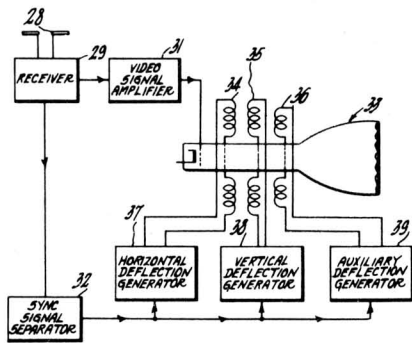 28
29
RECEIVER
31
VIDEO
SIGNAL
AMPLIFIER
34
35
36
33
37
HORIZONTAL
DEFLECTION
GENERATOR
38
VERTICAL
DEFLECTION
GENERATOR
39
AUXILIARY
DEFLECTION
GENERATOR
32
SYNC
SIGNAL
SEPARATOR